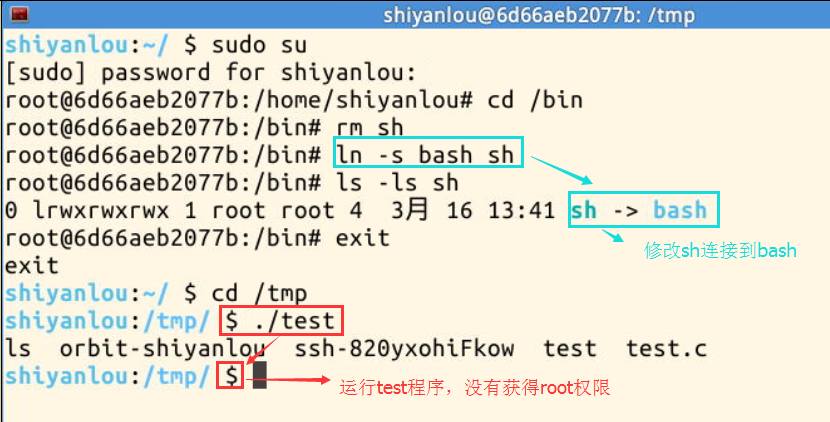 shiyanlou@6d66aeb2077b: /tmp
shiyanlou:~/ $ sudo su
[sudo] password for shiyanlou:
root@6d66aeb2077b:/home/shiyanlou# cd /bin
root@6d66aeb2077b:/bin# rm sh
root@6d66aeb2077b:/bin# ln -s bash sh
root@6d66aeb2077b:/bin# ls -ls sh
0 lrwxrwxrwx 1 root root 4 3月 16 13:41 sh -> bash
root@6d66aeb2077b:/bin# exit
修改sh连接到bash
exit
shiyanlou:~/ $ cd /tmp
shiyanlou:/tmp/ $ ./test
ls orbit-shiyanlou ssh-820yxohiFkow test test.c
shiyanlou:/tmp/ $
运行test程序，没有获得root权限